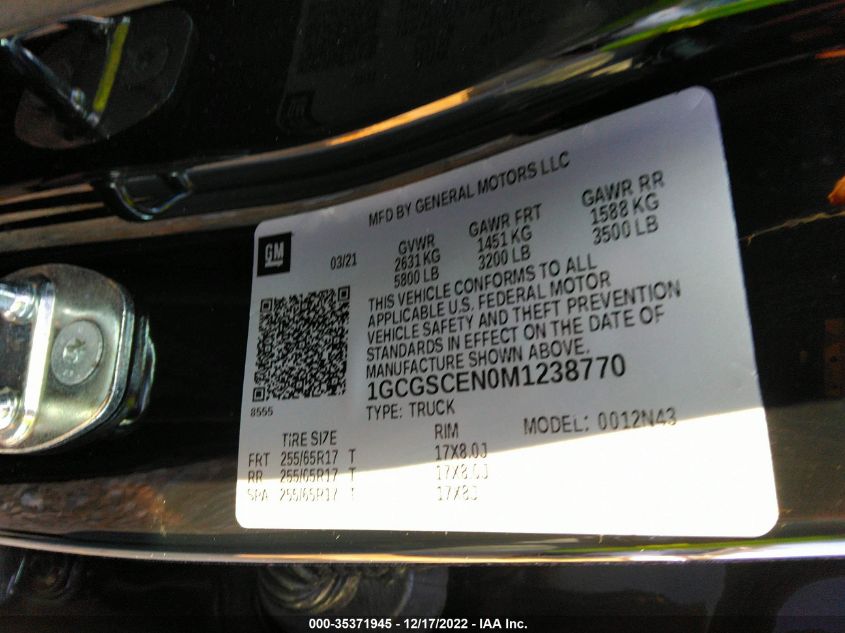 MFD BY GENERAL MOTORS LLC
GM
03/21
GVWR
2631 KG
5800 LB
GAWR FRT
1451 KG
3200 LB
GAWR RR
1588 KG
3500 LB
THIS VEHICLE CONFORMS TO ALL
APPLICABLE U.S. FEDERAL MOTOR
VEHICLE SAFETY AND THEFT PREVENTION
STANDARDS IN EFFECT ON THE DATE OF
MANUFACTURE SHOWN ABOVE.
1GCGSCEN0M1238770
8555
TYPE: TRUCK
MODEL: 0012N43
TIRE SIZE RIM
FRT 255/65R17 T 17X8.0J
RR 255/65R17 T 17X8.0J
SPA 255/65R17 T 17X8J
000-35371945 - 12/17/2022 - IAA Inc.